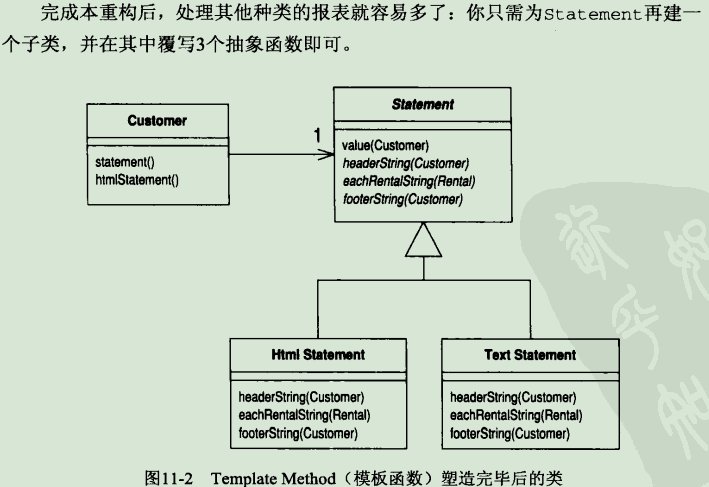 完成本重构后，处理其他种类的报表就容易多了：你只需为Statement再建一
个子类，并在其中覆写3个抽象函数即可。
Customer
statement()
htmlStatement()
1
Statement
value(Customer)
headerString(Customer)
eachRentalString(Rental)
footerString(Customer)
Html Statement
headerString(Customer)
eachRentalString(Rental)
footerString(Customer)
Text Statement
headerString(Customer)
eachRentalString(Rental)
footerString(Customer)
图11-2 Template Method（模板函数）塑造完毕后的类